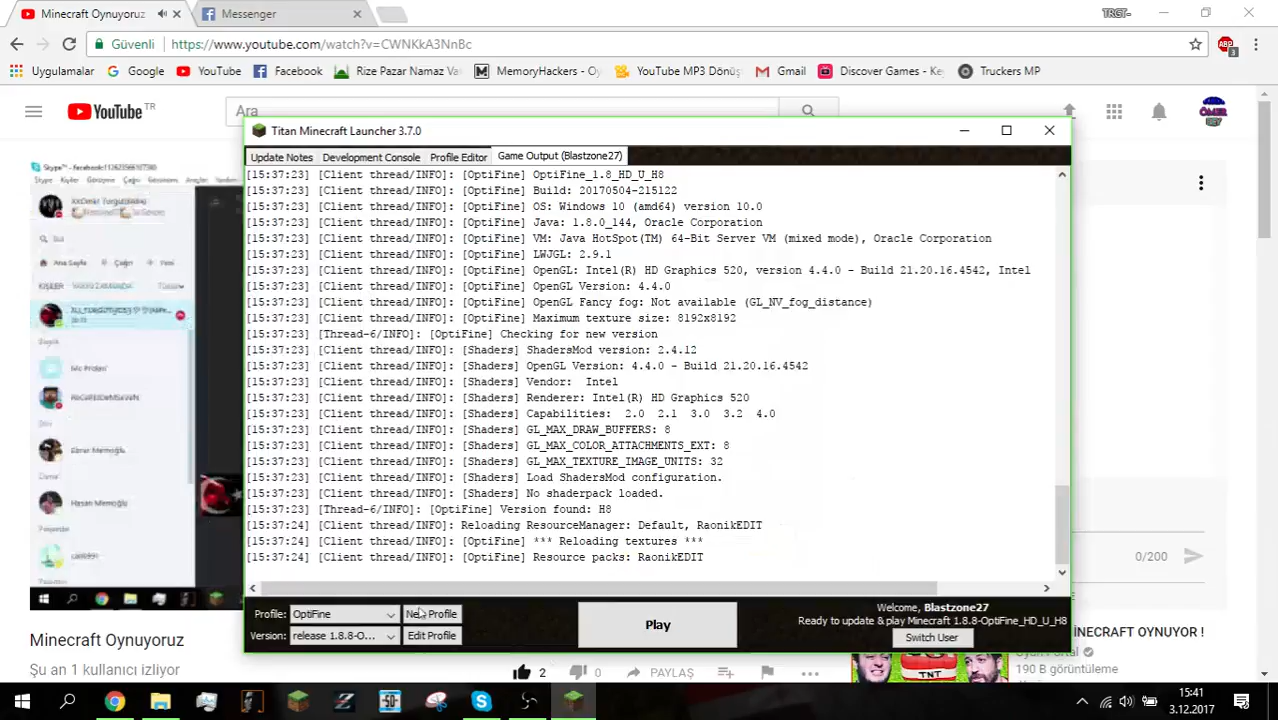 Minecraft Oynuyoruz
Messenger
TRGT-
Güvenli
https://www.youtube.com/watch?v=CWNKkA3NnBc
Uygulamalar
Google
YouTube
Facebook
Rize Pazar Namaz Va
MemoryHackers - Oy
YouTube MP3 Dönüş
Gmail
Discover Games - Ke
Truckers MP
YouTube TR
Ara
Titan Minecraft Launcher 3.7.0
Update Notes
Development Console
Profile Editor
Game Output (Blastzone27)
[15:37:23] [Client thread/INFO]: [OptiFine] OptiFine_1.8_HD_U_H8
[15:37:23] [Client thread/INFO]: [OptiFine] Build: 20170504-215122
[15:37:23] [Client thread/INFO]: [OptiFine] OS: Windows 10 (amd64) version 10.0
[15:37:23] [Client thread/INFO]: [OptiFine] Java: 1.8.0_144, Oracle Corporation
[15:37:23] [Client thread/INFO]: [OptiFine] VM: Java HotSpot(TM) 64-Bit Server VM (mixed mode), Oracle Corporation
[15:37:23] [Client thread/INFO]: [OptiFine] LWJGL: 2.9.1
[15:37:23] [Client thread/INFO]: [OptiFine] OpenGL: Intel(R) HD Graphics 520, version 4.4.0 - Build 21.20.16.4542, Intel
[15:37:23] [Client thread/INFO]: [OptiFine] OpenGL Version: 4.4.0
[15:37:23] [Client thread/INFO]: [OptiFine] OpenGL Fancy fog: Not available (GL_NV_fog_distance)
[15:37:23] [Client thread/INFO]: [OptiFine] Maximum texture size: 8192x8192
[15:37:23] [Thread-6/INFO]: [OptiFine] Checking for new version
[15:37:23] [Client thread/INFO]: [Shaders] ShadersMod version: 2.4.12
[15:37:23] [Client thread/INFO]: [Shaders] OpenGL Version: 4.4.0 - Build 21.20.16.4542
[15:37:23] [Client thread/INFO]: [Shaders] Vendor:  Intel
[15:37:23] [Client thread/INFO]: [Shaders] Renderer: Intel(R) HD Graphics 520
[15:37:23] [Client thread/INFO]: [Shaders] Capabilities:  2.0  2.1  3.0  3.2  4.0
[15:37:23] [Client thread/INFO]: [Shaders] GL_MAX_DRAW_BUFFERS: 8
[15:37:23] [Client thread/INFO]: [Shaders] GL_MAX_COLOR_ATTACHMENTS_EXT: 8
[15:37:23] [Client thread/INFO]: [Shaders] GL_MAX_TEXTURE_IMAGE_UNITS: 32
[15:37:23] [Client thread/INFO]: [Shaders] Load ShadersMod configuration.
[15:37:23] [Client thread/INFO]: [Shaders] No shaderpack loaded.
[15:37:23] [Thread-6/INFO]: [OptiFine] Version found: H8
[15:37:24] [Client thread/INFO]: Reloading ResourceManager: Default, RaonikEDIT
[15:37:24] [Client thread/INFO]: [OptiFine] *** Reloading textures ***
[15:37:24] [Client thread/INFO]: [OptiFine] Resource packs: RaonikEDIT
Profile: OptiFine
New Profile
Version: release 1.8.8-O...
Edit Profile
Play
Welcome, Blastzone27
Ready to update & play Minecraft 1.8.8-OptiFine_HD_U_H8
Switch User
0/200
Minecraft Oynuyoruz
Şu an 1 kullanıcı izliyor
2
0
PAYLAŞ
INECRAFT OYNUYOR !
Portal
190 B görüntüleme
TNT
15:41
3.12.2017